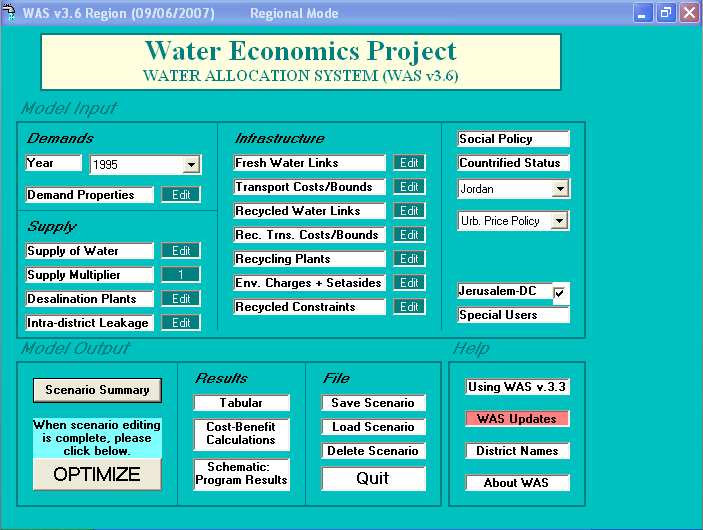 WAS v3.6 Region (09/06/2007) Regional Mode
Water Economics Project
WATER ALLOCATION SYSTEM (WAS v3.6)
Model Input
Demands
Year 1995
Demand Properties Edit
Supply
Supply of Water Edit
Supply Multiplier 1
Desalination Plants Edit
Intra-district Leakage Edit
Infrastructure
Fresh Water Links Edit
Transport Costs/Bounds Edit
Recycled Water Links Edit
Rec. Trns. Costs/Bounds Edit
Recycling Plants Edit
Env. Charges + Setasides Edit
Recycled Constraints Edit
Social Policy
Countrified Status
Jordan
Urb. Price Policy
Jerusalem-DC
Special Users
Model Output
Scenario Summary
When scenario editing
is complete, please
click below.
OPTIMIZE
Results
Tabular
Cost-Benefit
Calculations
Schematic:
Program Results
File
Save Scenario
Load Scenario
Delete Scenario
Quit
Help
Using WAS v.3.3
WAS Updates
District Names
About WAS